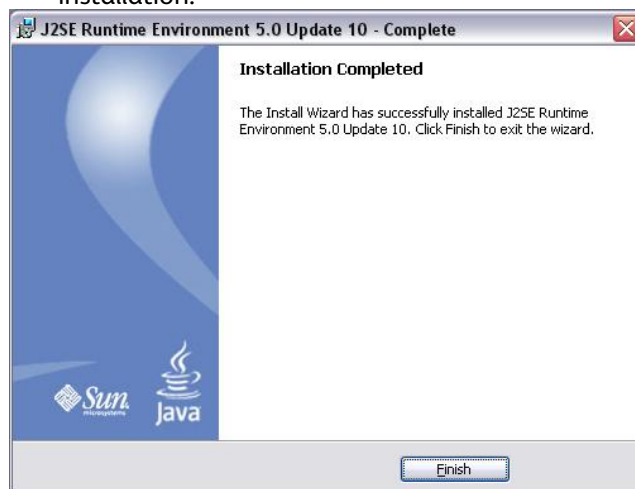 installation.
J2SE Runtime Environment 5.0 Update 10 - Complete
Installation Completed
The Install Wizard has successfully installed J2SE Runtime
Environment 5.0 Update 10. Click Finish to exit the wizard.
Sun
microsystems
Java
Finish